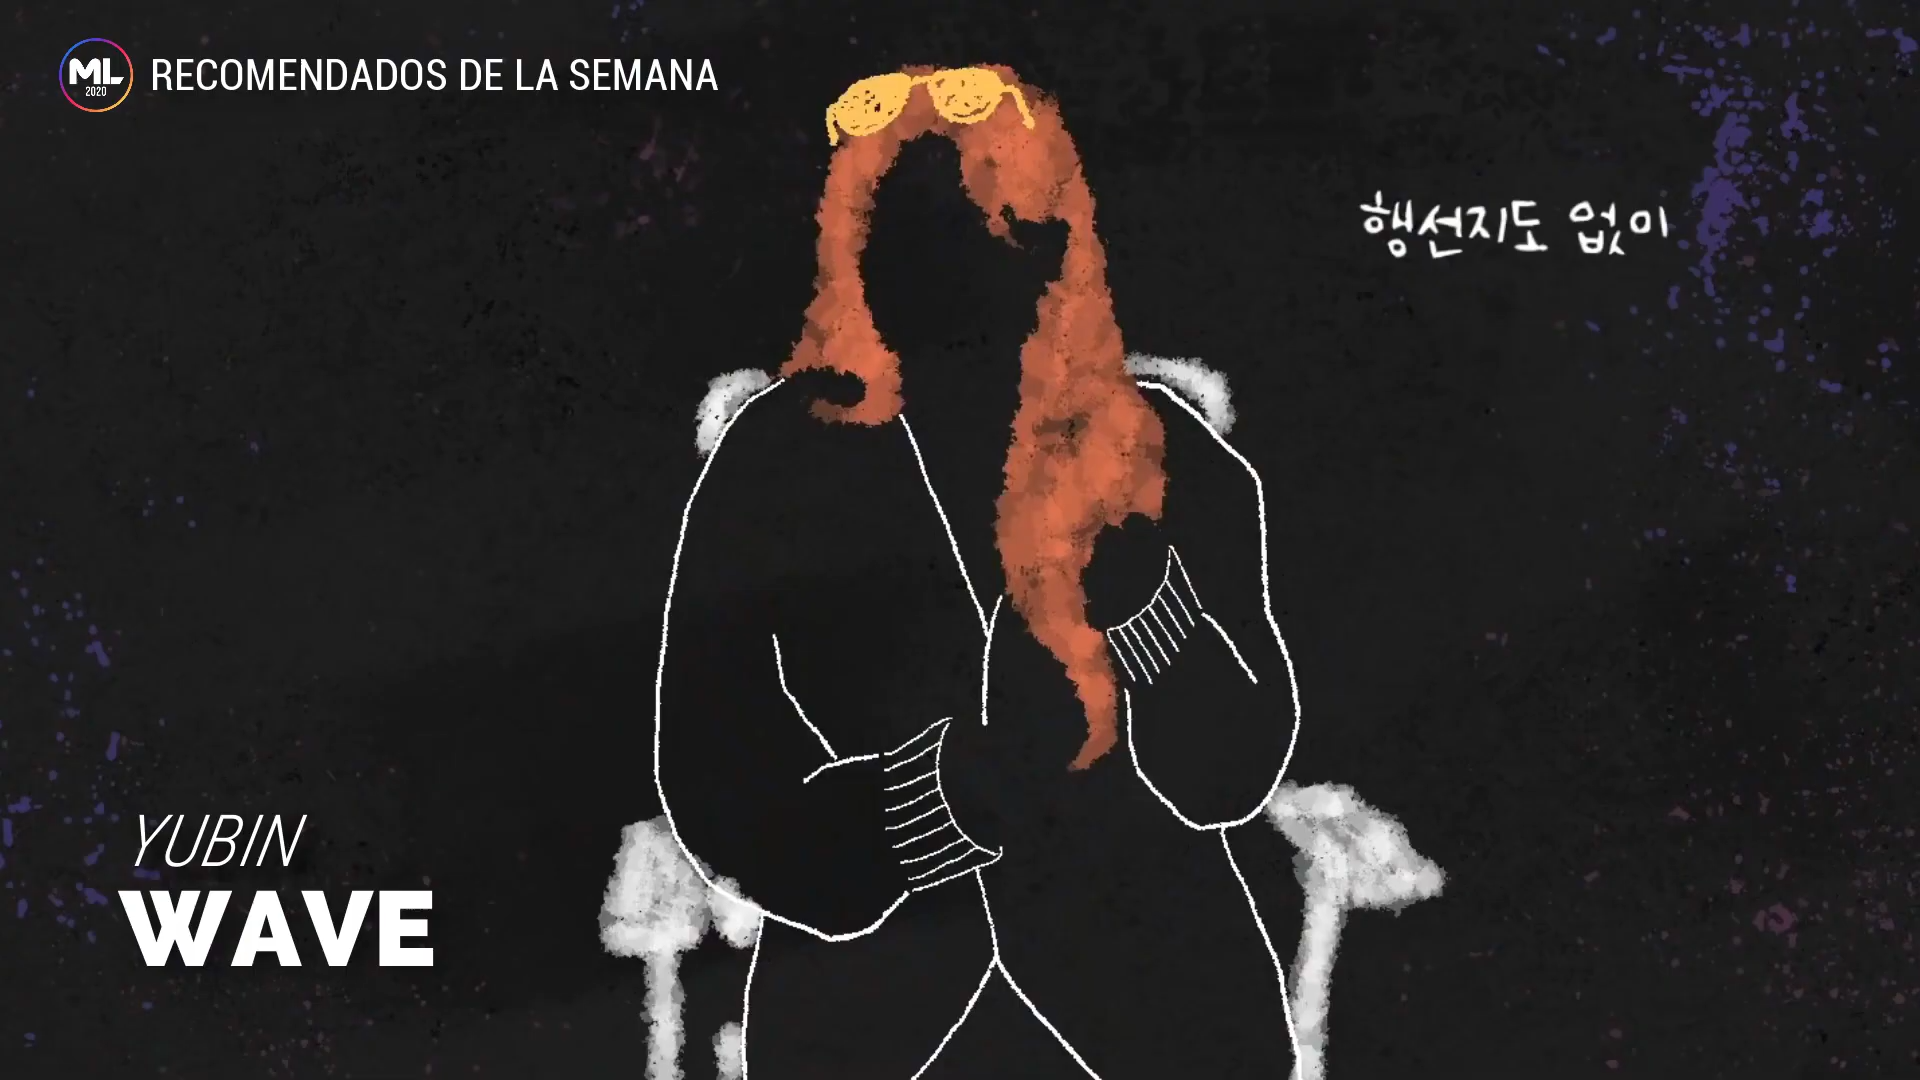 ML
2020
RECOMENDADOS DE LA SEMANA
행선지도 없이
YUBIN
WAVE